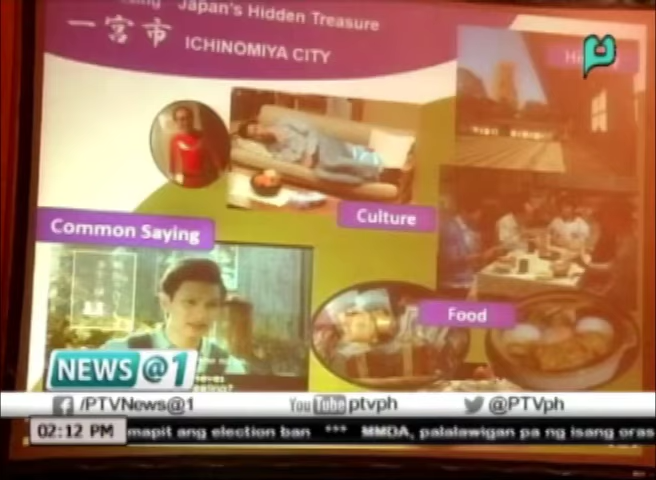 Japan's Hidden Treasure
一宮市
ICHINOMIYA CITY
Culture
Common Saying
Food
NEWS @1
/PTVNews@1
YouTube ptvph
@PTVph
02:12 PM
mapit ang election ban *** MMDA, palalawigan pa ng isang oras